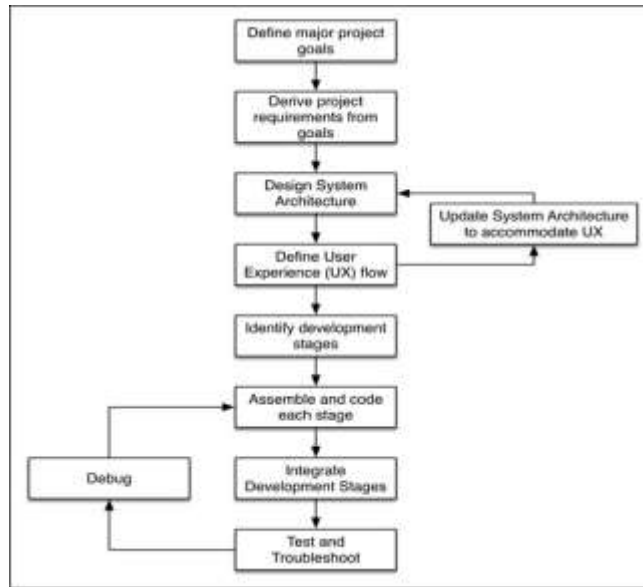 Define major project
goals
Derive project
requirements from
goals
Design System
Architecture
Update System Architecture
to accommodate UX
Define User
Experience (UX) flow
Identify development
stages
Assemble and code
each stage
Debug
Integrate
Development Stages
Test and
Troubleshoot